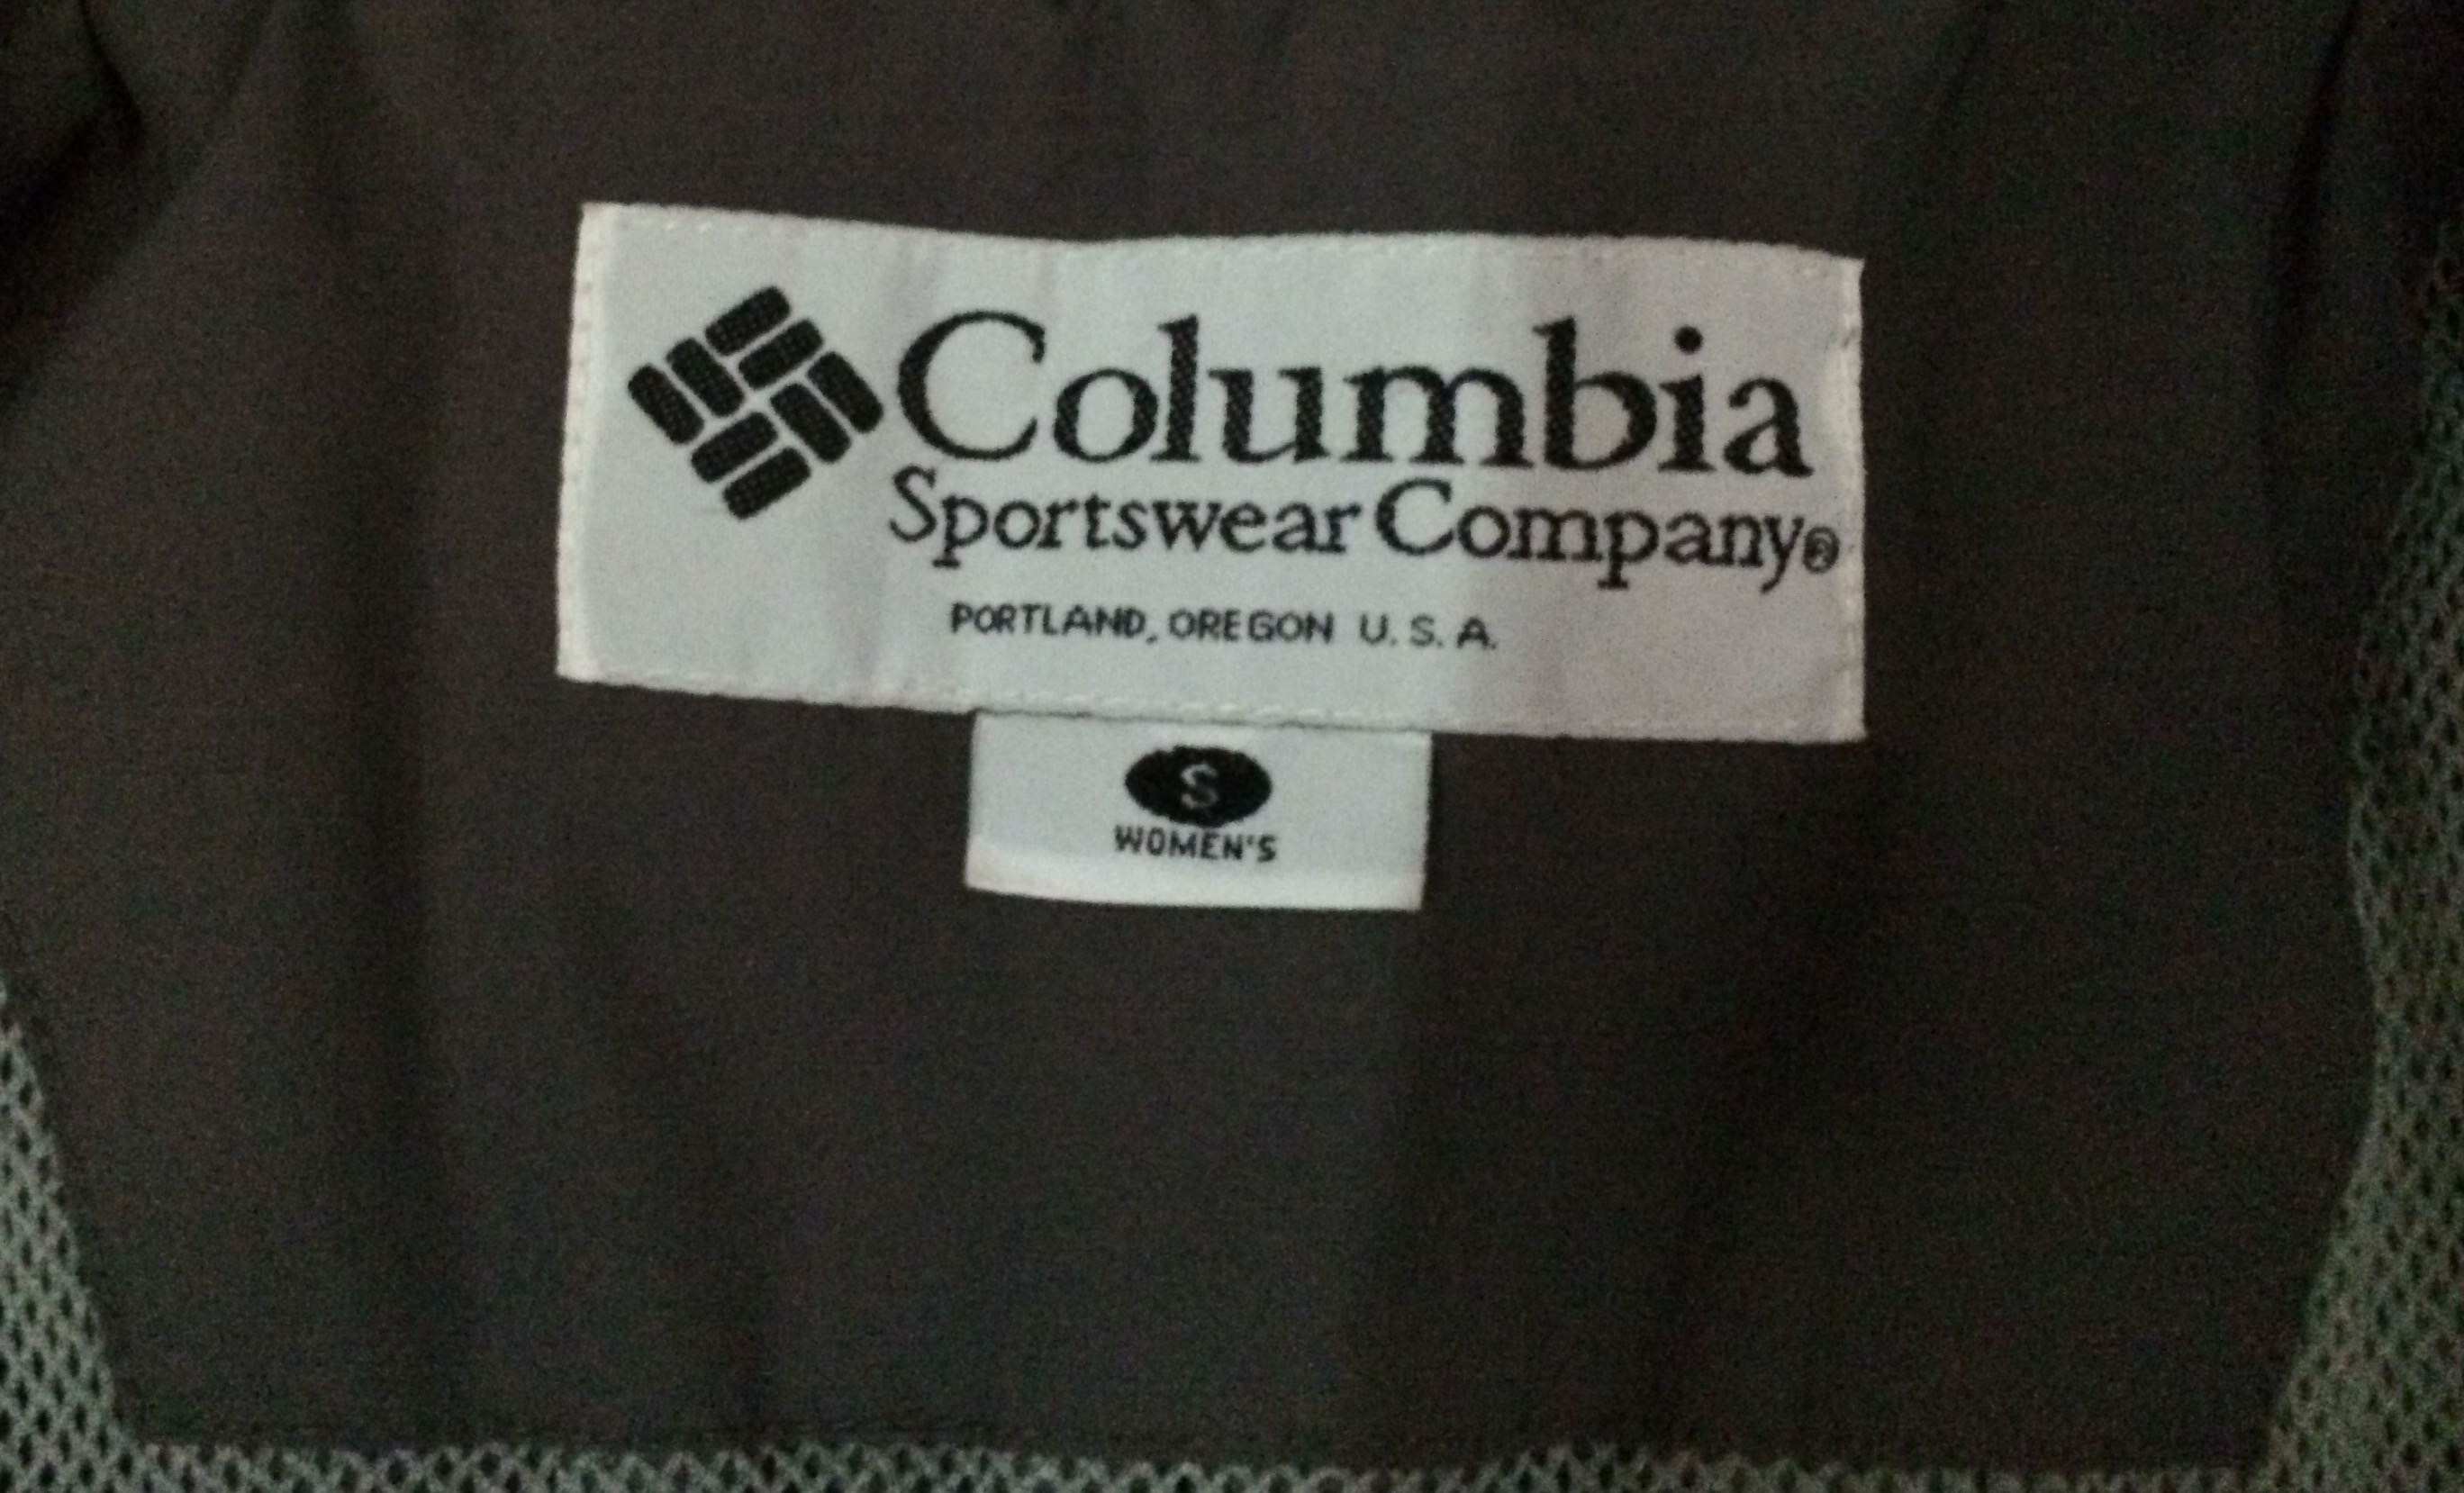 Columbia
Sportswear Company®
PORTLAND, OREGON U. S. A.
S
WOMEN'S